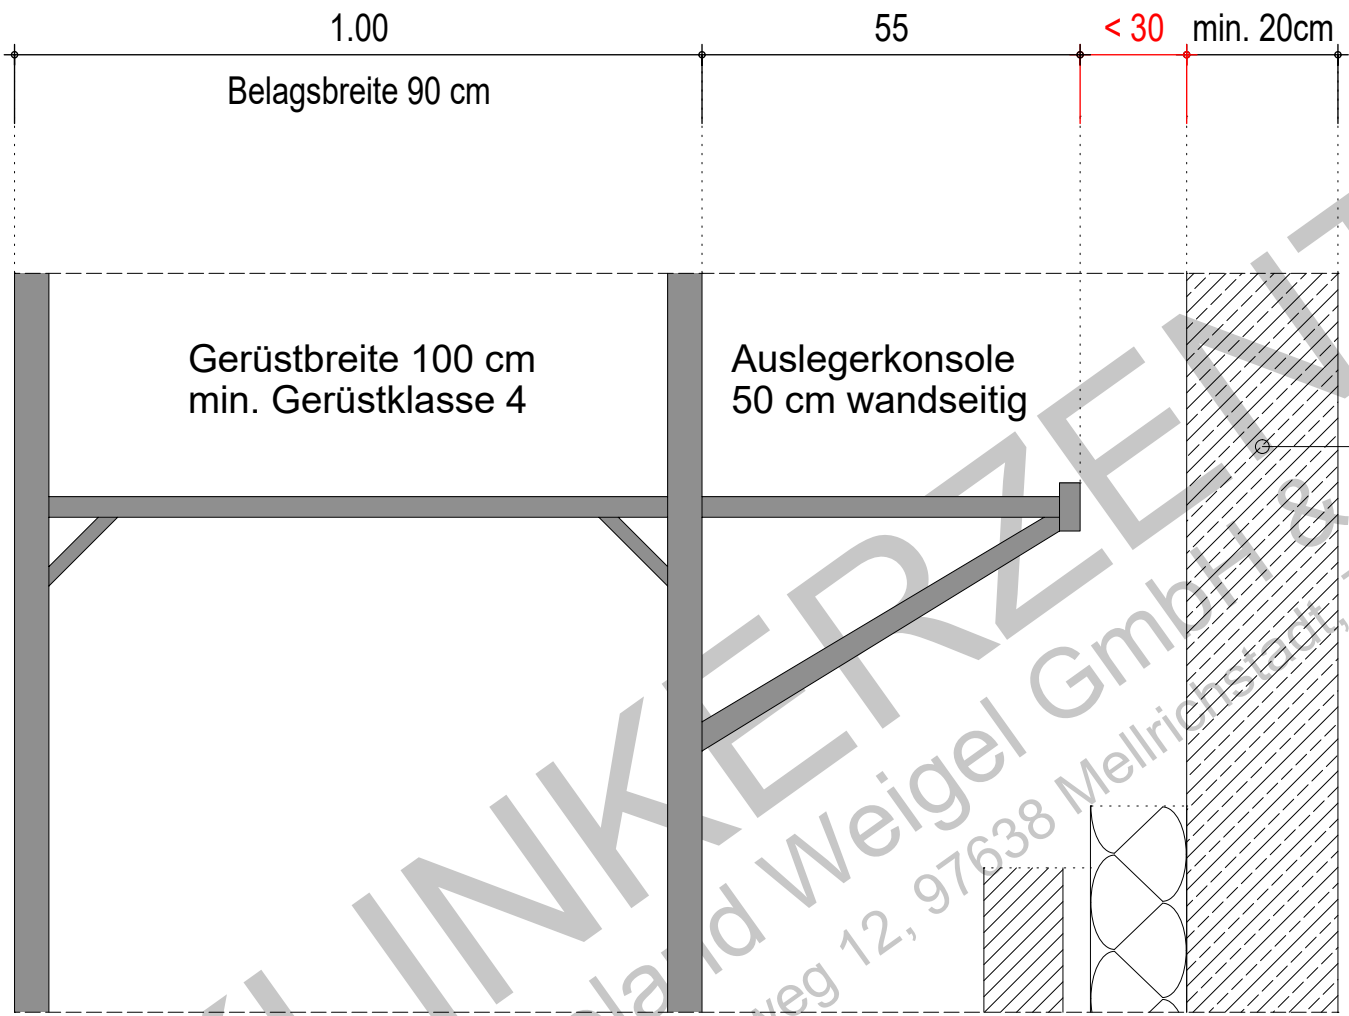 1.00 55 < 30 min. 20cm
Belagsbreite 90 cm
Gerüstbreite 100 cm
min. Gerüstklasse 4
Auslegerkonsole
50 cm wandseitig
KLINKERZENT
land Weigel GmbH &
weg 12, 97638 Mellrichstadt,